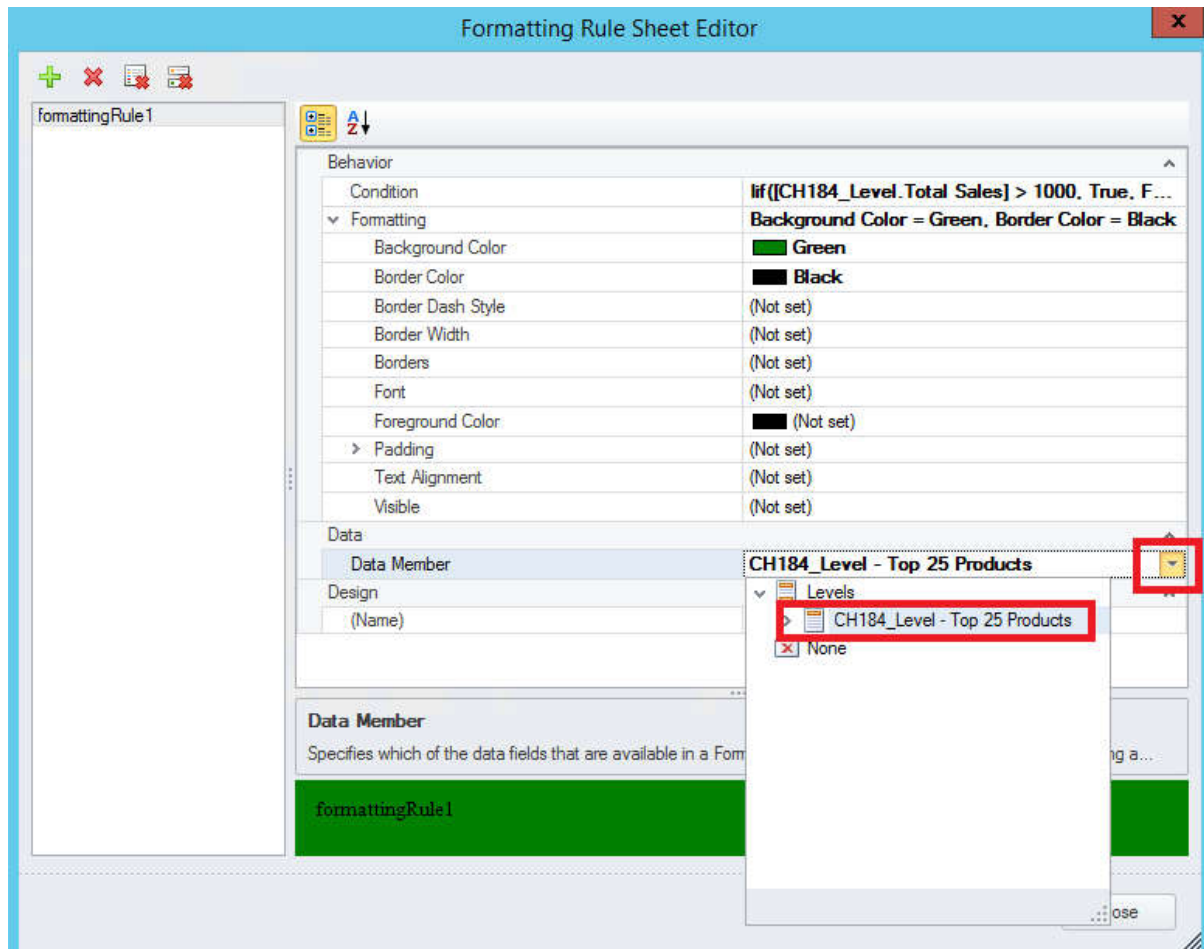 Formatting Rule Sheet Editor
x
formattingRule1
A
Z
Behavior
Condition Iif([CH184_Level.Total Sales] > 1000, True, F...
Formatting Background Color = Green, Border Color = Black
Background Color Green
Border Color Black
Border Dash Style (Not set)
Border Width (Not set)
Borders (Not set)
Font (Not set)
Foreground Color (Not set)
Padding (Not set)
Text Alignment (Not set)
Visible (Not set)
Data
Data Member CH184_Level - Top 25 Products
Design
Levels
(Name)
CH184_Level - Top 25 Products
None
Data Member
Specifies which of the data fields that are available in a Form
ng a...
formattingRule1
ose